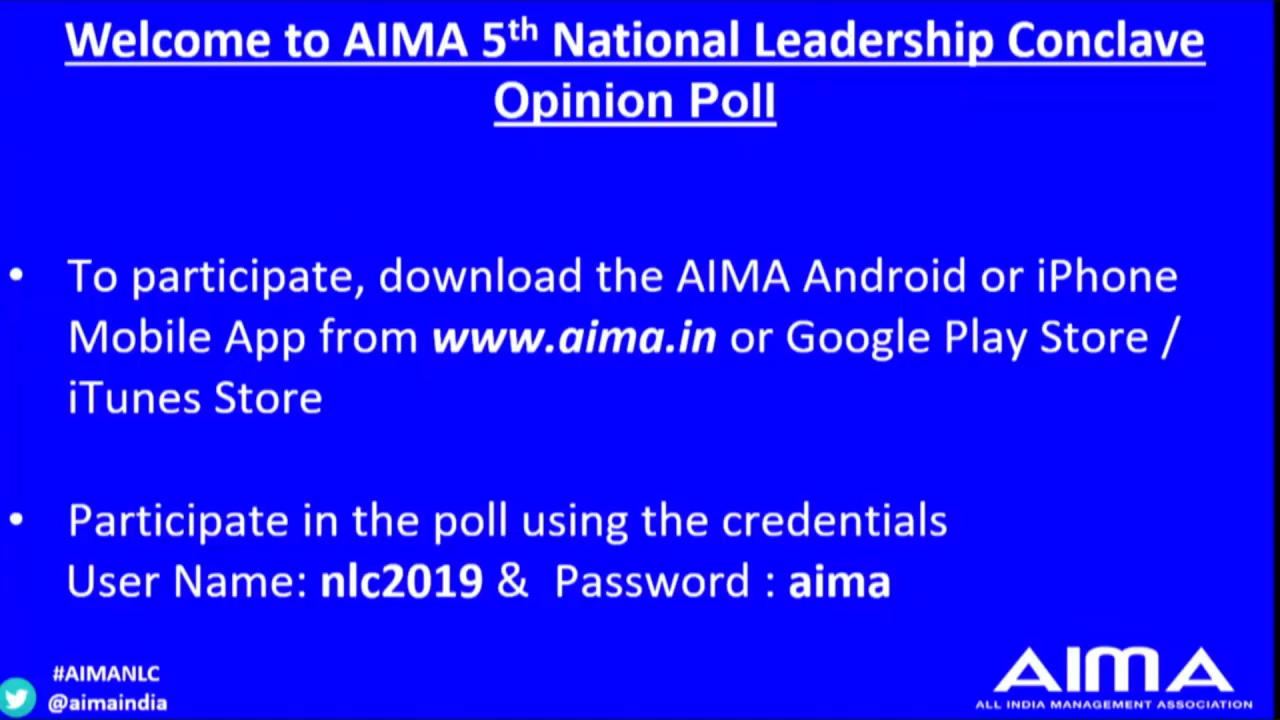 Welcome to AIMA 5th National Leadership Conclave
Opinion Poll
• To participate, download the AIMA Android or iPhone
Mobile App from www.aima.in or Google Play Store /
iTunes Store
• Participate in the poll using the credentials
User Name: nlc2019 & Password : aima
#AIMANLC
@aimaindia
AIMA
ALL INDIA MANAGEMENT ASSOCIATION